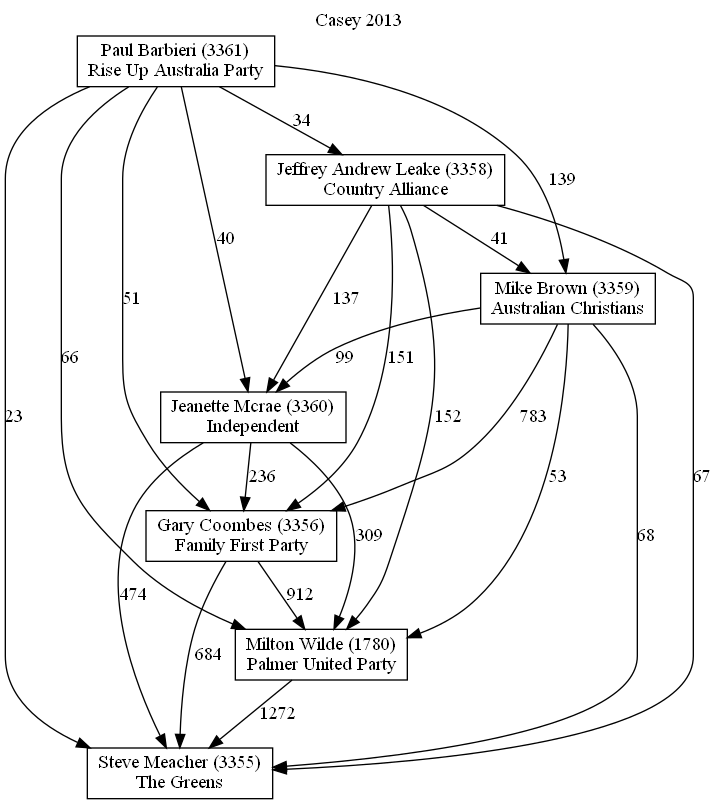 Casey 2013
Paul Barbieri (3361)
Rise Up Australia Party
34
Jeffrey Andrew Leake (3358)
Country Alliance
139
40
41
Mike Brown (3359)
Australian Christians
51
137
66
99
151
Jeanette Mcrae (3360)
Independent
23
152
783
236
53
67
Gary Coombes (3356)
Family First Party
309
68
474
912
Milton Wilde (1780)
Palmer United Party
684
1272
Steve Meacher (3355)
The Greens